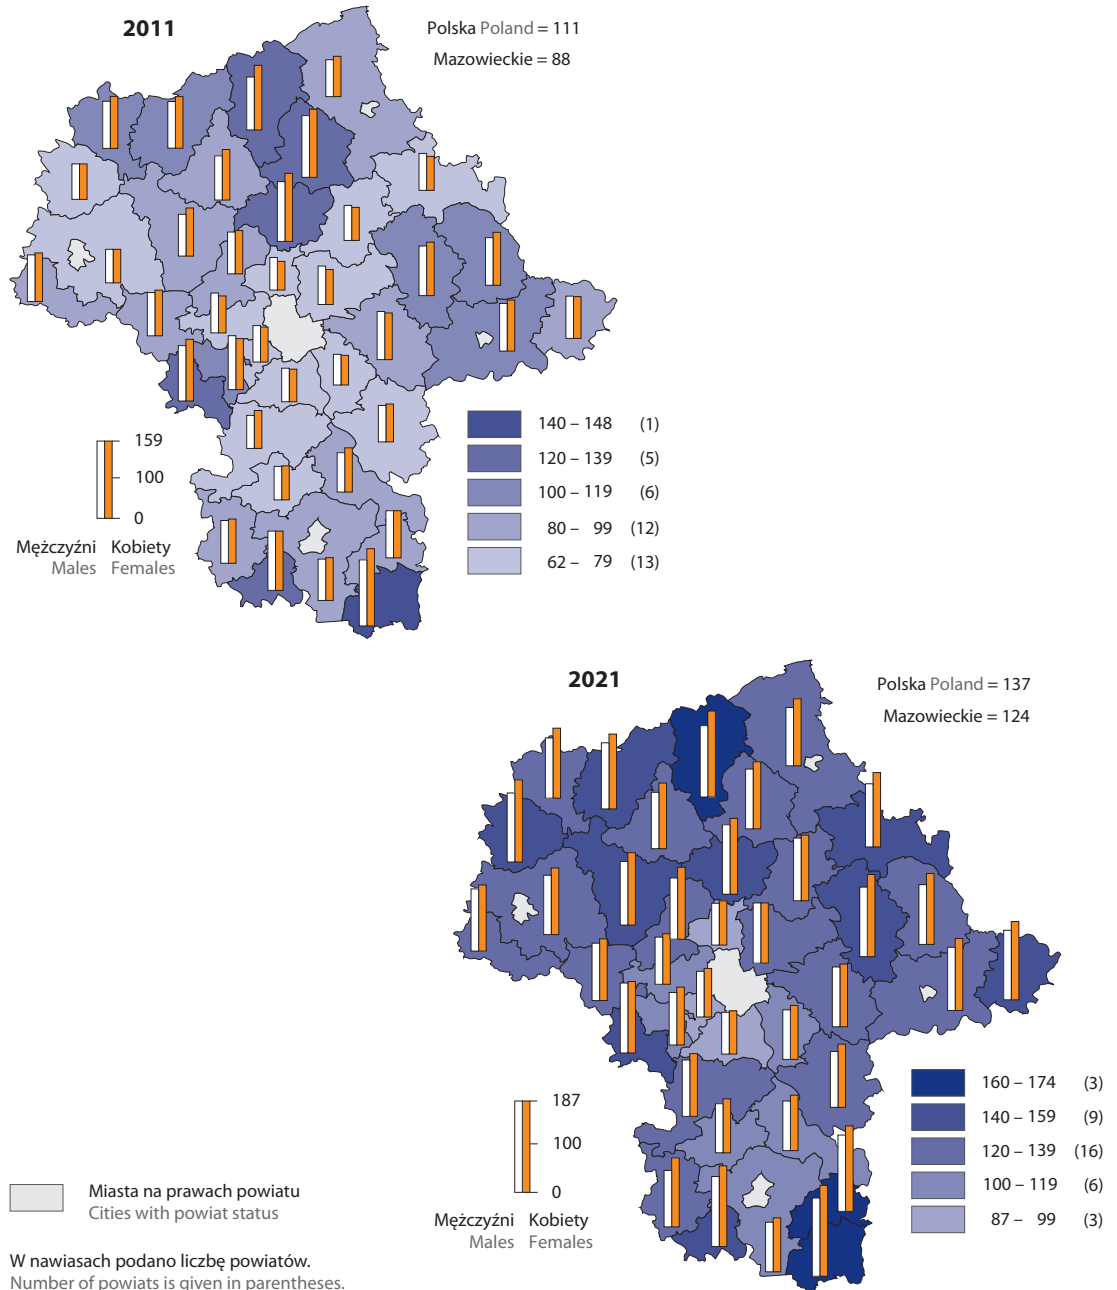 2011
Polska Poland = 111
Mazowieckie = 88
159
100
0
Mężczyźni Kobiety
Males Females
140 – 148 (1)
120 – 139 (5)
100 – 119 (6)
80 – 99 (12)
62 – 79 (13)
2021
Polska Poland = 137
Mazowieckie = 124
187
100
0
Mężczyźni Kobiety
Males Females
160 – 174 (3)
140 – 159 (9)
120 – 139 (16)
100 – 119 (6)
87 – 99 (3)
Miasta na prawach powiatu
Cities with powiat status
W nawiasach podano liczbę powiatów.
Number of powiats is given in parentheses.